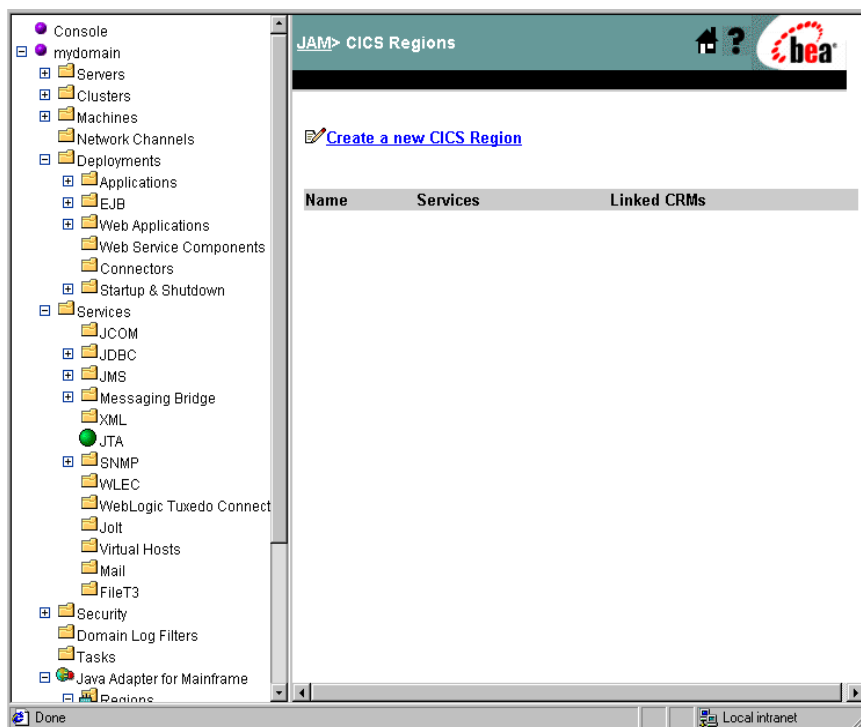 Console
mydomain
Servers
Clusters
Machines
Network Channels
Deployments
Applications
EJB
Web Applications
Web Service Components
Connectors
Startup & Shutdown
Services
JCOM
JDBC
JMS
Messaging Bridge
XML
JTA
SNMP
WLEC
WebLogic Tuxedo Connect
Jolt
Virtual Hosts
Mail
FileT3
Security
Domain Log Filters
Tasks
Java Adapter for Mainframe
Regions
JAM> CICS Regions
?
bea
Create a new CICS Region
Name Services Linked CRMs
Done
Local intranet